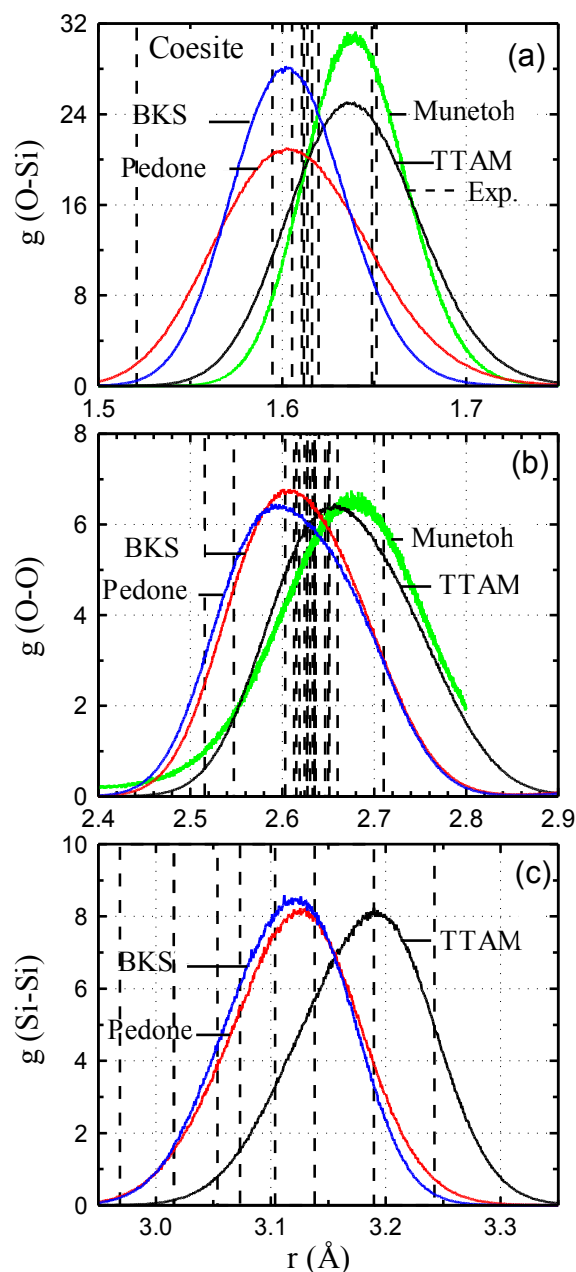 32
Coesite
(a)
BKS
Munetoh
24
Pedone
TTAM
Exp.
g (O-Si)
16
8
0
1.5 1.6 1.7
8
(b)
6
BKS
Munetoh
Pedone
TTAM
g (O-O)
4
2
0
2.4 2.5 2.6 2.7 2.8 2.9
10
(c)
8
TTAM
BKS
6
Pedone
g (Si-Si)
4
2
0
3.0 3.1 3.2 3.3
r (Å)